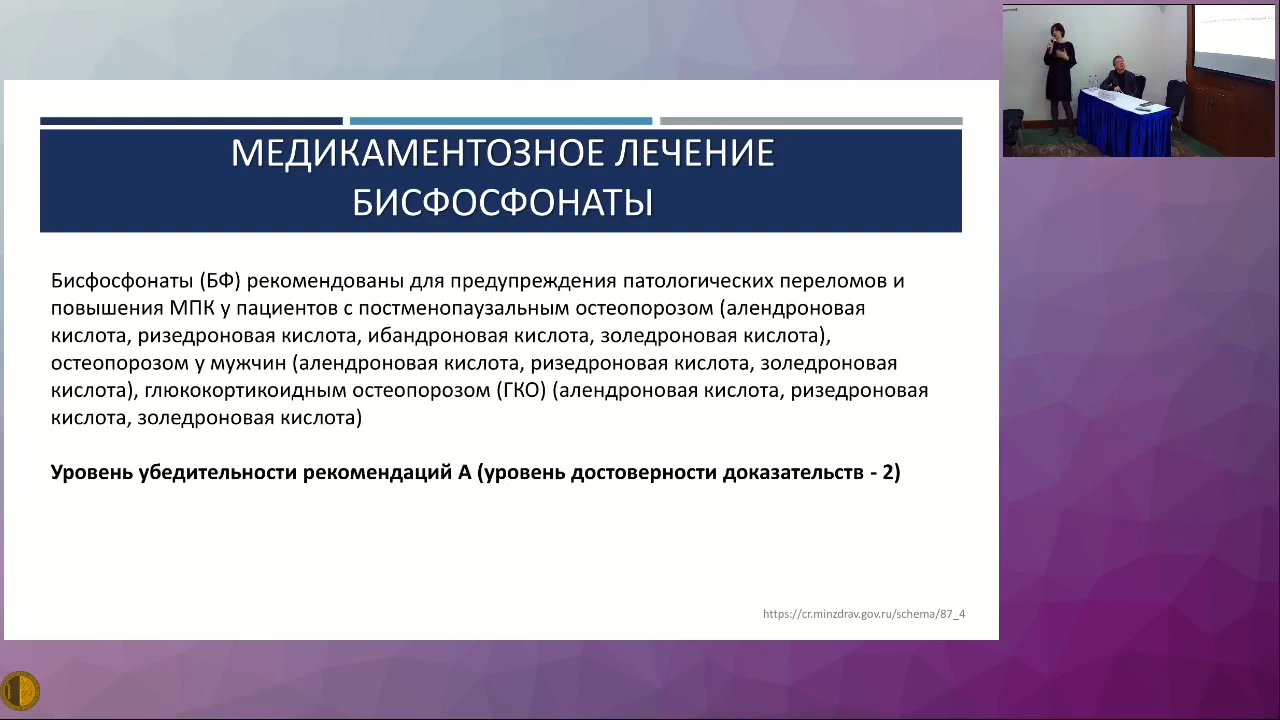 МЕДИКАМЕНТОЗНОЕ ЛЕЧЕНИЕ
БИСФОСФОНАТЫ
Бисфосфонаты (БФ) рекомендованы для предупреждения патологических переломов и
повышения МПК у пациентов с постменопаузальным остеопорозом (алендроновая
кислота, ризедроновая кислота, ибандроновая кислота, золедроновая кислота),
остеопорозом у мужчин (алендроновая кислота, ризедроновая кислота, золедроновая
кислота), глюкокортикоидным остеопорозом (ГКО) (алендроновая кислота, ризедроновая
кислота, золедроновая кислота)
Уровень убедительности рекомендаций А (уровень достоверности доказательств - 2)
https://cr.minzdrav.gov.ru/schema/87_4